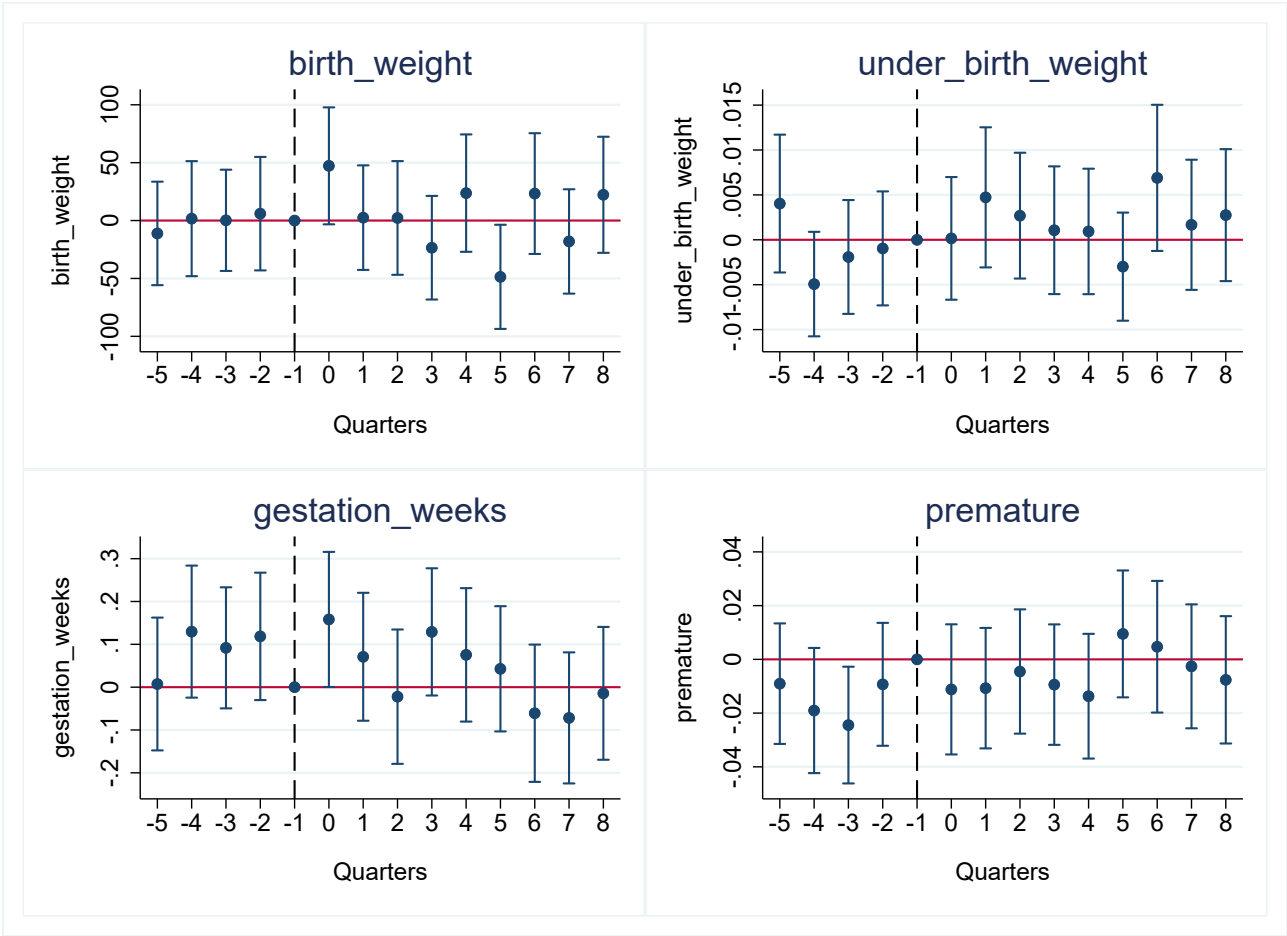 birth_weight
birth_weight
100
50
0
-50
-100
-5 -4 -3 -2 -1 0 1 2 3 4 5 6 7 8
Quarters
under_birth_weight
under_birth_weight
.015
.01
.005
0
-.005
-.01
-5 -4 -3 -2 -1 0 1 2 3 4 5 6 7 8
Quarters
gestation_weeks
gestation_weeks
.3
.2
.1
0
-.1
-.2
-5 -4 -3 -2 -1 0 1 2 3 4 5 6 7 8
Quarters
premature
premature
.04
.02
0
-.02
-.04
-5 -4 -3 -2 -1 0 1 2 3 4 5 6 7 8
Quarters